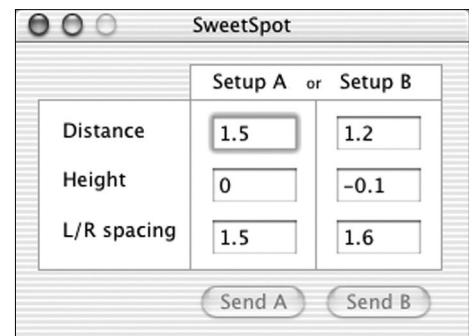 SweetSpot
Setup A or Setup B
Distance 1.5 1.2
Height 0 -0.1
L/R spacing 1.5 1.6
Send A Send B